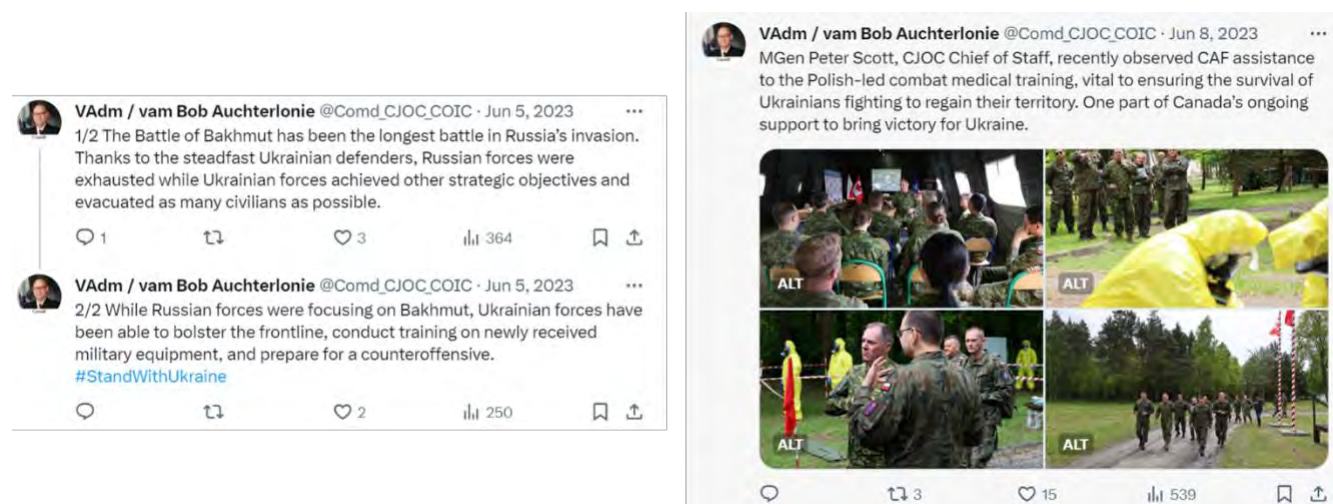 VAdm / vam Bob Auchterlonie @Comd_CJOC_COIC · Jun 5, 2023
1/2 The Battle of Bakhmut has been the longest battle in Russia's invasion.
Thanks to the steadfast Ukrainian defenders, Russian forces were
exhausted while Ukrainian forces achieved other strategic objectives and
evacuated as many civilians as possible.
1 3 364
VAdm / vam Bob Auchterlonie @Comd_CJOC_COIC · Jun 5, 2023
2/2 While Russian forces were focusing on Bakhmut, Ukrainian forces have
been able to bolster the frontline, conduct training on newly received
military equipment, and prepare for a counteroffensive.
#StandWithUkraine
2 250
VAdm / vam Bob Auchterlonie @Comd_CJOC_COIC · Jun 8, 2023
MGen Peter Scott, CJOC Chief of Staff, recently observed CAF assistance
to the Polish-led combat medical training, vital to ensuring the survival of
Ukrainians fighting to regain their territory. One part of Canada's ongoing
support to bring victory for Ukraine.
ALT ALT
ALT ALT
3 15 539